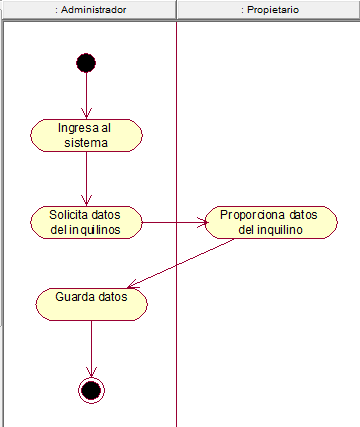 : Administrador
: Propietario
Ingresa al
sistema
Solicita datos
del inquilinos
Proporciona datos
del inquilino
Guarda datos